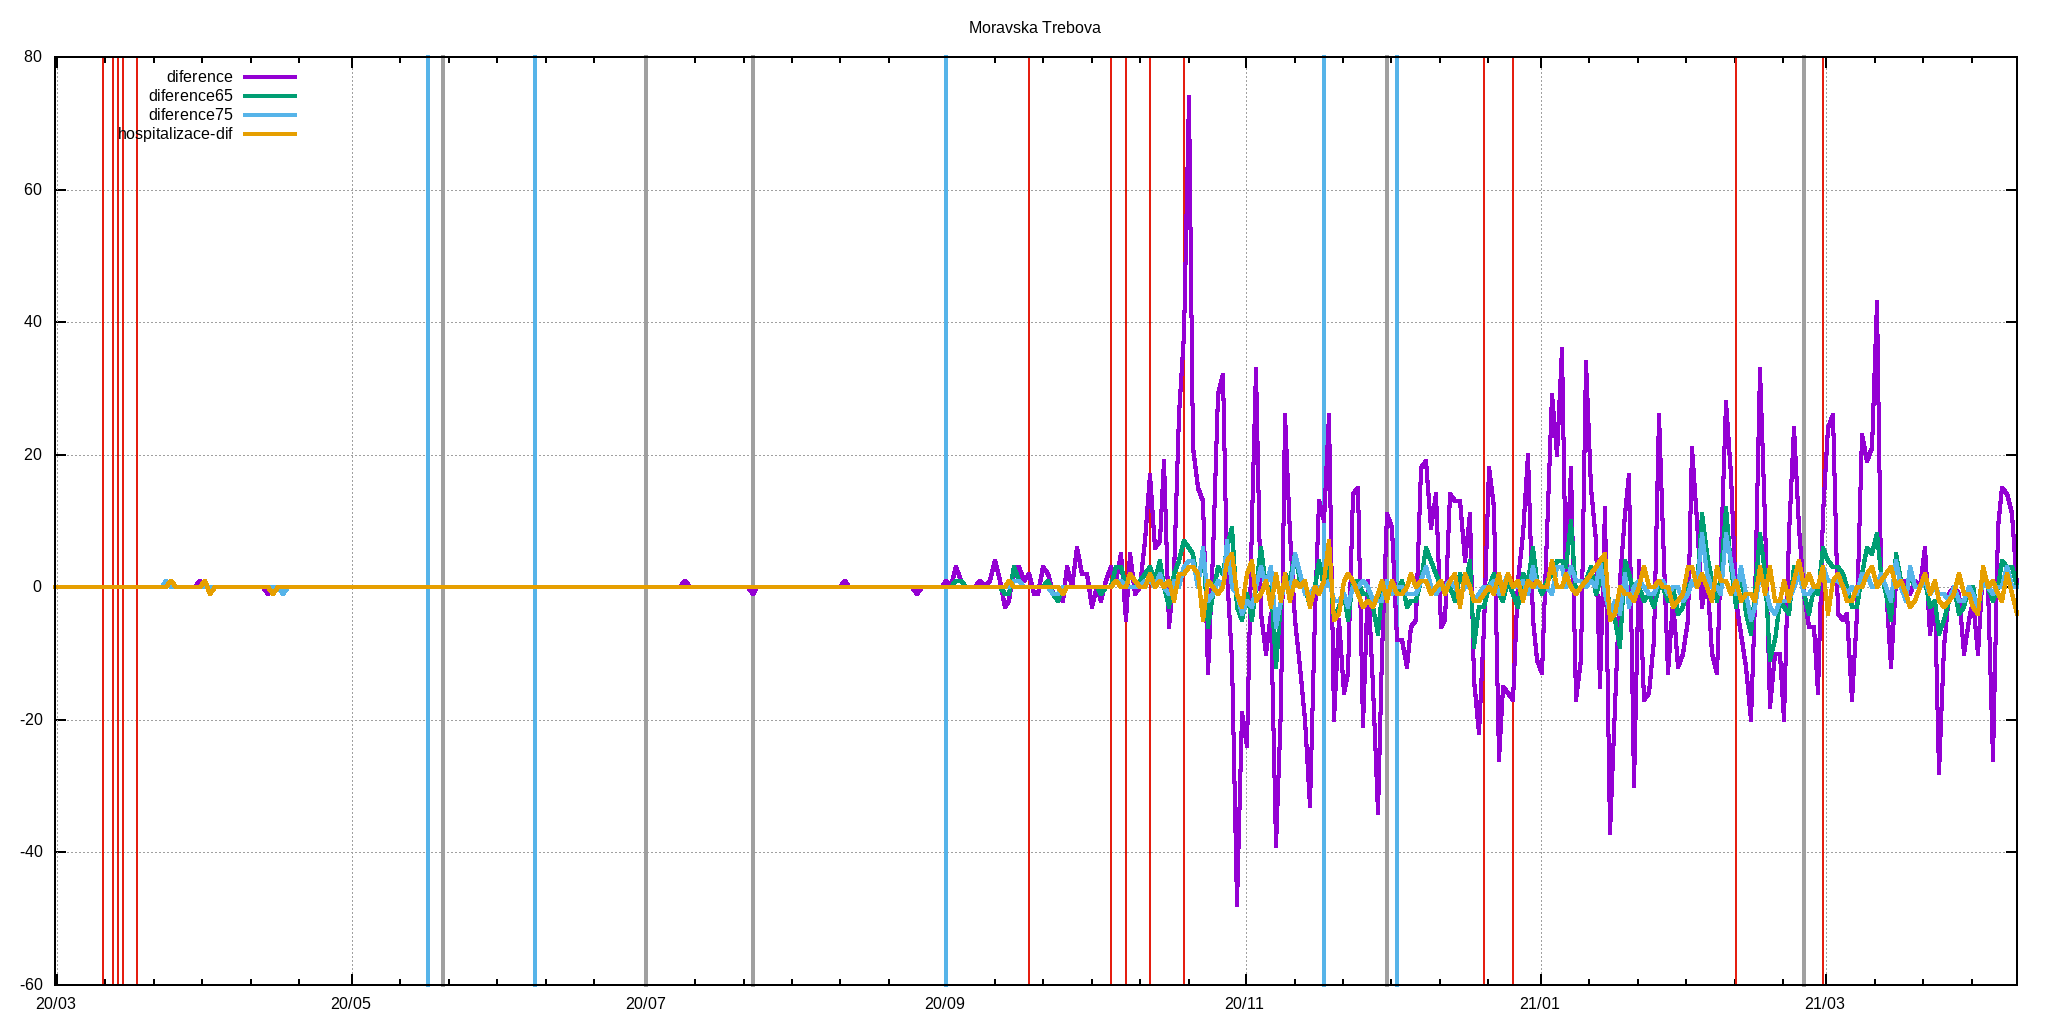 Moravska Trebova
80
diference
diference65
diference75
hospitalizace-dif
60
40
20
0
-20
-40
-60
20/03 20/05 20/07 20/09 20/11 21/01 21/03